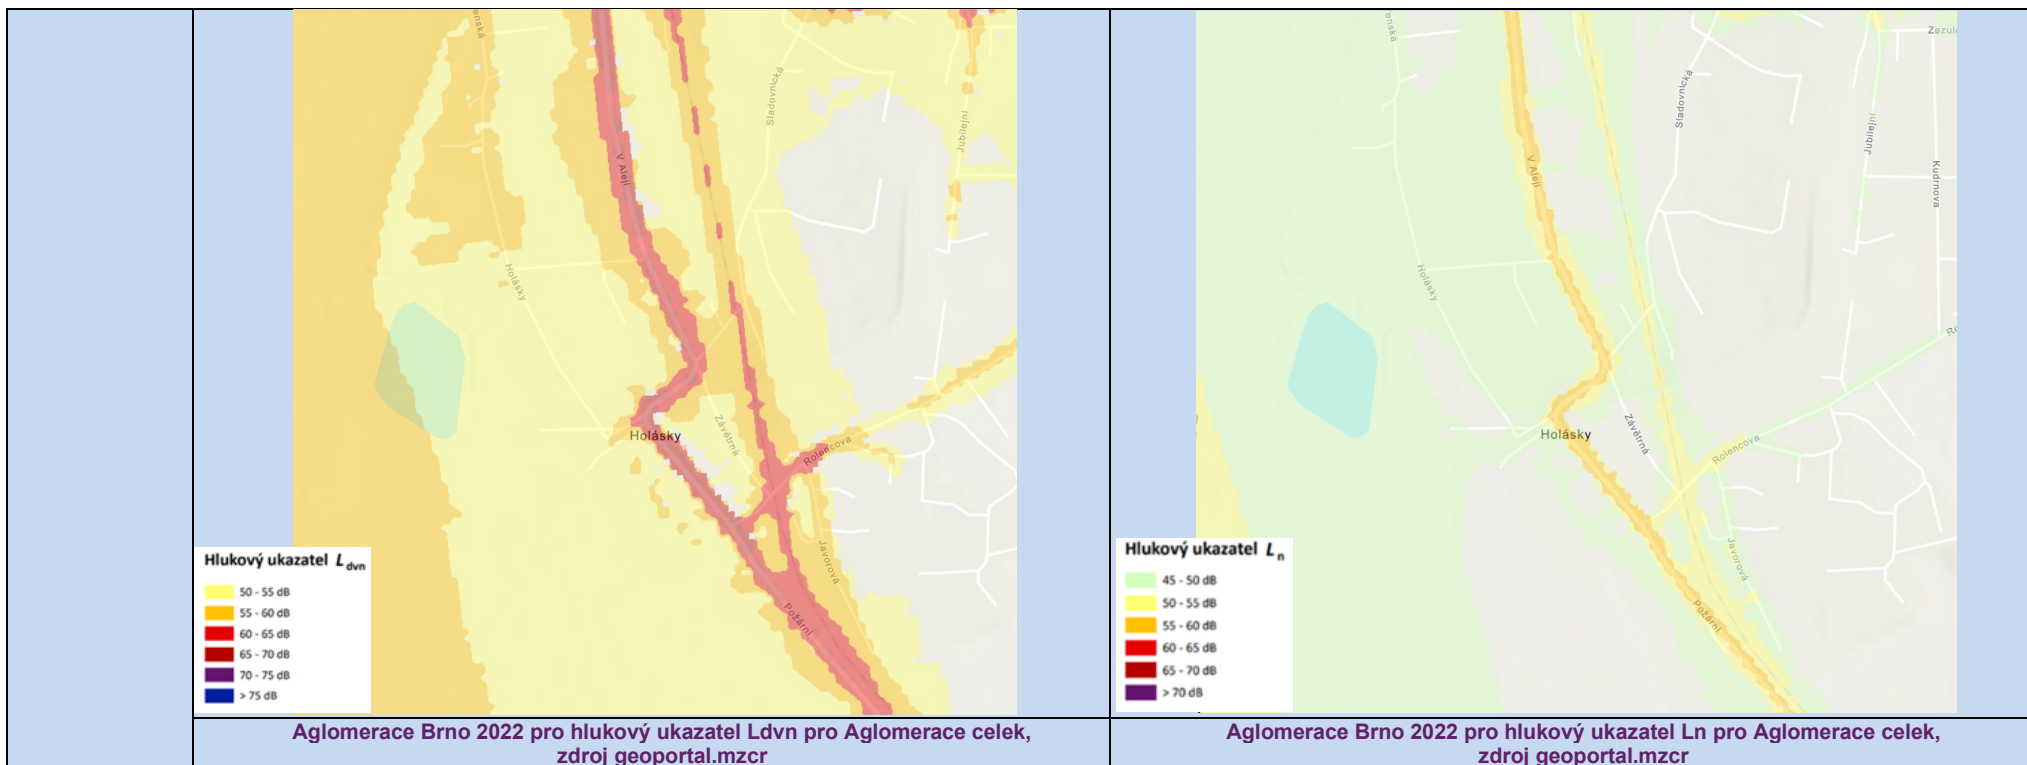 enská
Sladovnická
Jubilejní
V Aleji
Holásky
Závětrná
Holásky
Rolencova
Javorová
Požární
Hlukový ukazatel L dvn
50 - 55 dB
55 - 60 dB
60 - 65 dB
65 - 70 dB
70 - 75 dB
> 75 dB
Aglomerace Brno 2022 pro hlukový ukazatel Ldvn pro Aglomerace celek,
zdroj geoportal.mzcr
enská
Zezule
Sladovnická
Jubilejní
Kudrnova
V Aleji
Holásky
Ro
Závětrná
Holásky
Rolencova
Javorová
Požární
Hlukový ukazatel L n
45 - 50 dB
50 - 55 dB
55 - 60 dB
60 - 65 dB
65 - 70 dB
> 70 dB
Aglomerace Brno 2022 pro hlukový ukazatel Ln pro Aglomerace celek,
zdroj geoportal.mzcr